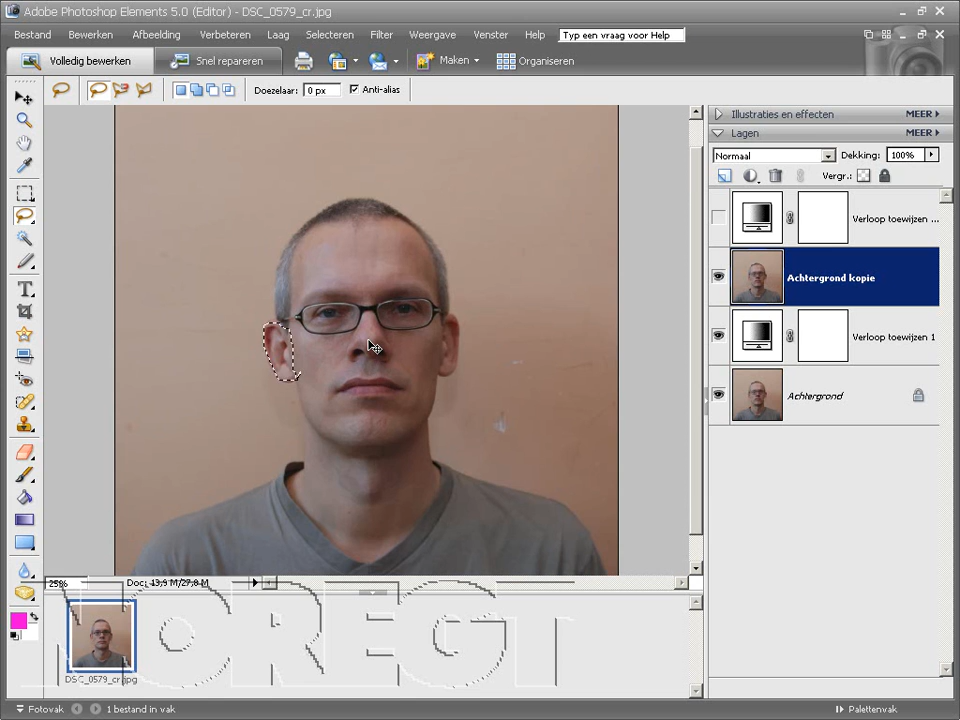 Adobe Photoshop Elements 5.0 (Editor) - DSC_0579_cr.jpg
Bestand Bewerken Afbeelding Verbeteren Laag Selecteren Filter Weergave Venster Help Typ een vraag voor Help
Volledig bewerken Snel repareren Maken Organiseren
Doezelaar: 0 px Anti-alias
Illustraties en effecten MEER
Lagen MEER
Normaal Dekking: 100%
Vergr.:
Verloop toewijzen ...
Achtergrond kopie
Verloop toewijzen 1
Achtergrond
25% Doc: 13,9 M/27,8 M
DSC_0579_cr.jpg
Fotovak 1 bestand in vak Palettenvak